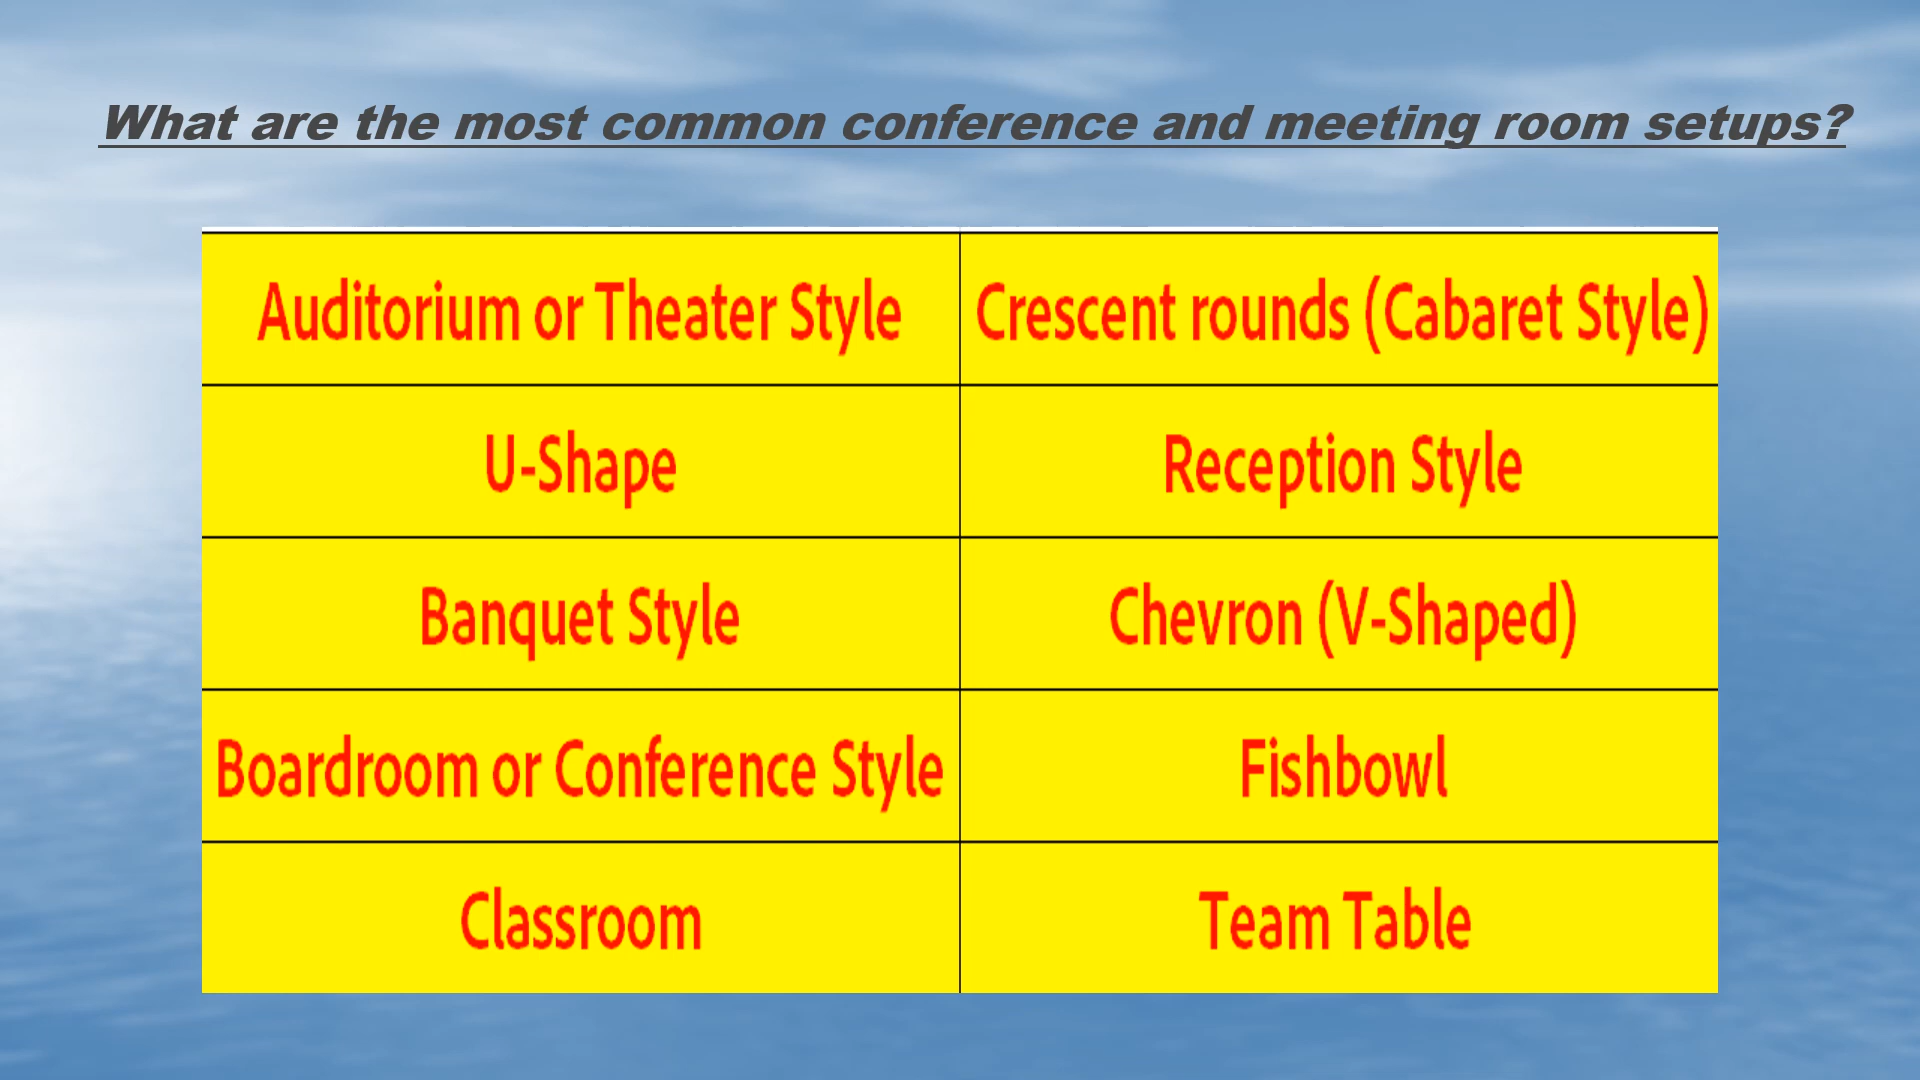 What are the most common conference and meeting room setups?
Auditorium or Theater Style
Crescent rounds (Cabaret Style)
U-Shape
Reception Style
Banquet Style
Chevron (V-Shaped)
Boardroom or Conference Style
Fishbowl
Classroom
Team Table